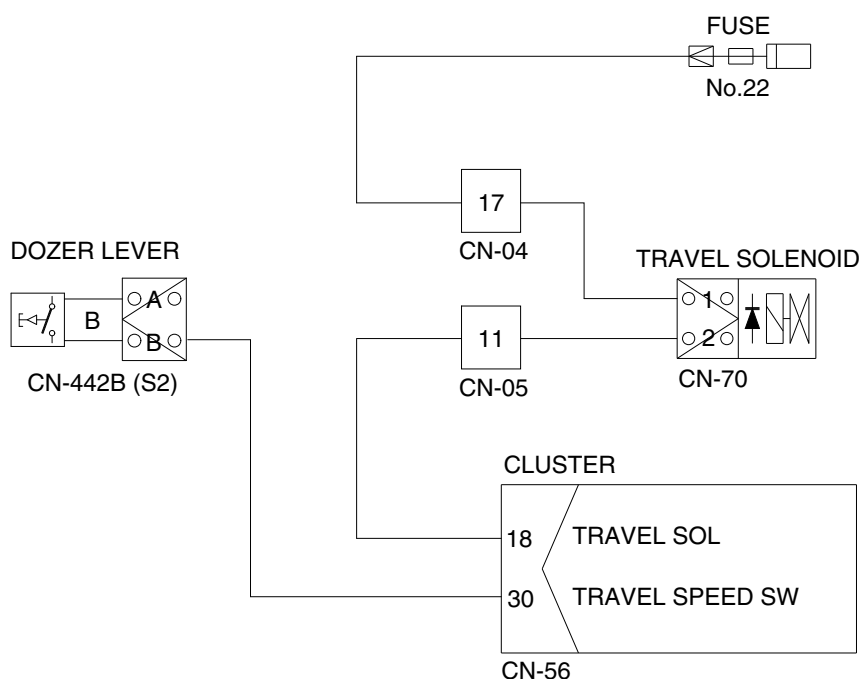 FUSE
No.22
17
CN-04
DOZER LEVER
TRAVEL SOLENOID
A
B
B
1
2
11
CN-442B (S2)
CN-05
CN-70
CLUSTER
18 TRAVEL SOL
30 TRAVEL SPEED SW
CN-56